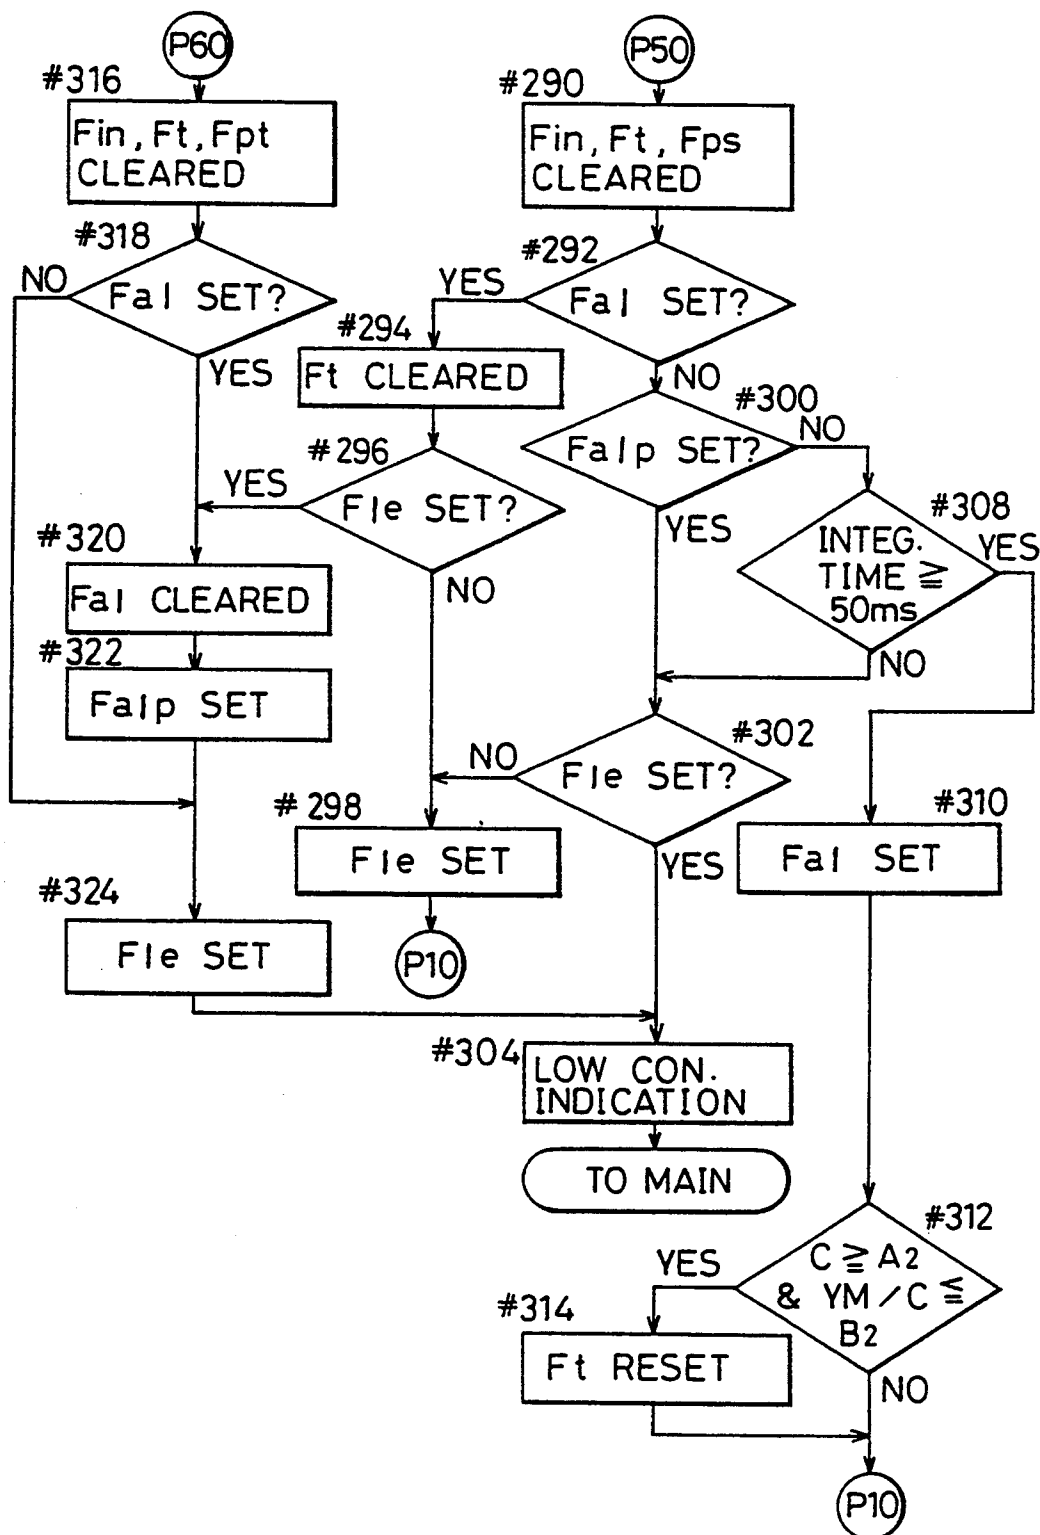 P60
#316
Fin, Ft, Fpt
CLEARED
#318
NO
Fal SET?
YES
#320
Fal CLEARED
#322
Falp SET
#324
Fle SET
P50
#290
Fin, Ft, Fps
CLEARED
#292
YES
Fal SET?
NO
#294
Ft CLEARED
#296
YES
Fle SET?
NO
#300
NO
Falp SET?
YES
#308
INTEG.
TIME ≧
50ms
YES
NO
#302
NO
Fle SET?
YES
#298
Fle SET
P10
#310
Fal SET
#304
LOW CON.
INDICATION
TO MAIN
#312
C ≧ A2
& YM/C ≦
B2
YES
NO
#314
Ft RESET
P10